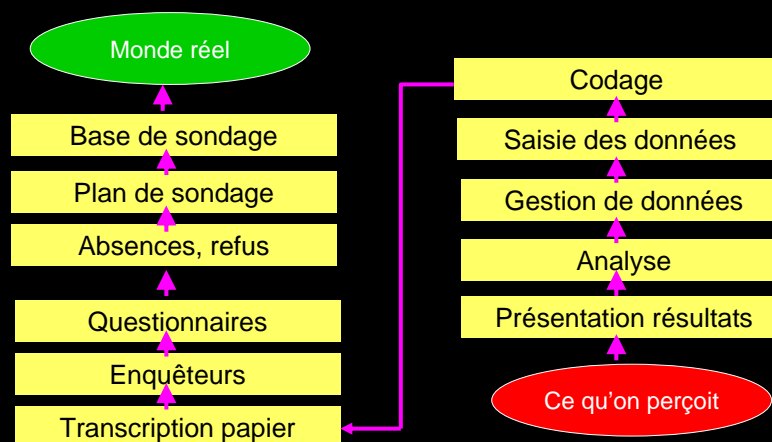 Monde réel
Base de sondage
Plan de sondage
Absences, refus
Questionnaires
Enquêteurs
Transcription papier
Codage
Saisie des données
Gestion de données
Analyse
Présentation résultats
Ce qu'on perçoit